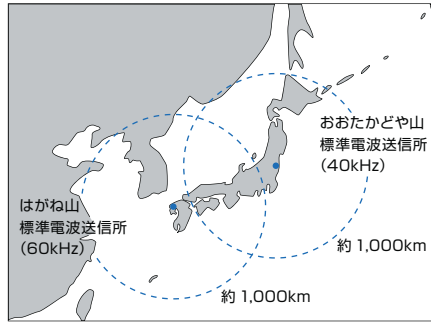 おおたかどや山
標準電波送信所
(40kHz)
はがね山
標準電波送信所
(60kHz)
約1,000km
約1,000km